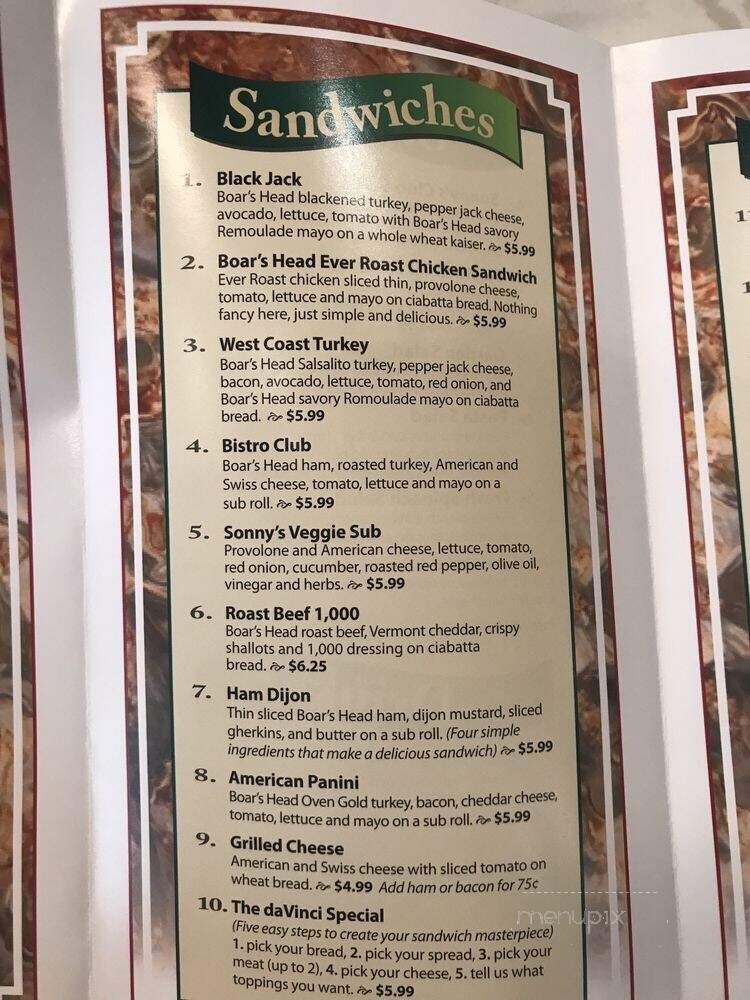 Sandwiches
1. Black Jack
Boar's Head blackened turkey, pepper jack cheese,
avocado, lettuce, tomato with Boar's Head savory
Remoulade mayo on a whole wheat kaiser. $5.99
2. Boar's Head Ever Roast Chicken Sandwich
Ever Roast chicken sliced thin, provolone cheese,
tomato, lettuce and mayo on ciabatta bread. Nothing
fancy here, just simple and delicious. $5.99
3. West Coast Turkey
Boar's Head Salsalito turkey, pepper jack cheese,
bacon, avocado, lettuce, tomato, red onion, and
Boar's Head savory Romoulade mayo on ciabatta
bread. $5.99
4. Bistro Club
Boar's Head ham, roasted turkey, American and
Swiss cheese, tomato, lettuce and mayo on a
sub roll. $5.99
5. Sonny's Veggie Sub
Provolone and American cheese, lettuce, tomato,
red onion, cucumber, roasted red pepper, olive oil,
vinegar and herbs. $5.99
6. Roast Beef 1,000
Boar's Head roast beef, Vermont cheddar, crispy
shallots and 1,000 dressing on ciabatta
bread. $6.25
7. Ham Dijon
Thin sliced Boar's Head ham, dijon mustard, sliced
gherkins, and butter on a sub roll. (Four simple
ingredients that make a delicious sandwich) $5.99
8. American Panini
Boar's Head Oven Gold turkey, bacon, cheddar cheese,
tomato, lettuce and mayo on a sub roll. $5.99
9. Grilled Cheese
American and Swiss cheese with sliced tomato on
wheat bread. $4.99 Add ham or bacon for 75¢
10. The daVinci Special
(Five easy steps to create your sandwich masterpiece)
1. pick your bread, 2. pick your spread, 3. pick your
meat (up to 2), 4. pick your cheese, 5. tell us what
toppings you want. $5.99
menupix